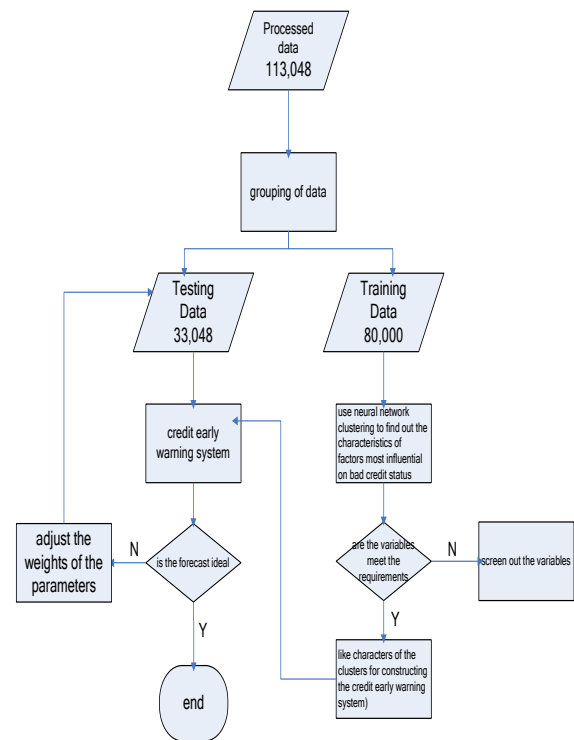 Processed
data
113,048
grouping of data
Testing
Data
33,048
Training
Data
80,000
credit early
warning system
use neural network
clustering to find out the
characteristics of
factors most influential
on bad credit status
adjust the
weights of the
parameters
N
is the forecast ideal
are the variables
meet the
requirements
N
screen out the variables
Y
Y
like characters of the
clusters for constructing
the credit early warning
system)
end